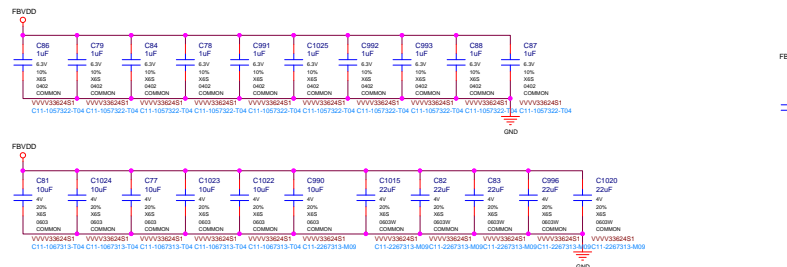 FBVDD
C86 C79 C84 C78 C991 C1025 C992 C993 C88 C87
1uF 1uF 1uF 1uF 1uF 1uF 1uF 1uF 1uF 1uF
6.3V 6.3V 6.3V 6.3V 6.3V 6.3V 6.3V 6.3V 6.3V 6.3V
10% 10% 10% 10% 10% 10% 10% 10% 10% 10%
X6S X6S X6S X6S X6S X6S X6S X6S X6S X6S
0402 0402 0402 0402 0402 0402 0402 0402 0402 0402
COMMON COMMON COMMON COMMON COMMON COMMON COMMON COMMON COMMON COMMON
VVVV33624S1 VVVV33624S1 VVVV33624S1 VVVV33624S1 VVVV33624S1 VVVV33624S1 VVVV33624S1 VVVV33624S1 VVVV33624S1 VVVV33624S1
C11-1057322-T04 C11-1057322-T04 C11-1057322-T04 C11-1057322-T04 C11-1057322-T04 C11-1057322-T04 C11-1057322-T04 C11-1057322-T04 C11-1057322-T04 C11-1057322-T04
GND
FBVDD
C81 C1024 C77 C1023 C1022 C990 C1015 C82 C83 C996 C1020
10uF 10uF 10uF 10uF 10uF 10uF 22uF 22uF 22uF 22uF 22uF
4V 4V 4V 4V 4V 4V 4V 4V 4V 4V 4V
20% 20% 20% 20% 20% 20% 20% 20% 20% 20% 20%
X6S X6S X6S X6S X6S X6S X6S X6S X6S X6S X6S
0603 0603 0603 0603 0603 0603 0603W 0603W 0603W 0603W 0603W
COMMON COMMON COMMON COMMON COMMON COMMON COMMON COMMON COMMON COMMON COMMON
VVVV33624S1 VVVV33624S1 VVVV33624S1 VVVV33624S1 VVVV33624S1 VVVV33624S1 VVVV33624S1 VVVV33624S1 VVVV33624S1 VVVV33624S1 VVVV33624S1
C11-1067313-T04 C11-1067313-T04 C11-1067313-T04 C11-1067313-T04 C11-1067313-T04 C11-2267313-M09 C11-2267313-M09 C11-2267313-M09 C11-2267313-M09 C11-2267313-M09
GND